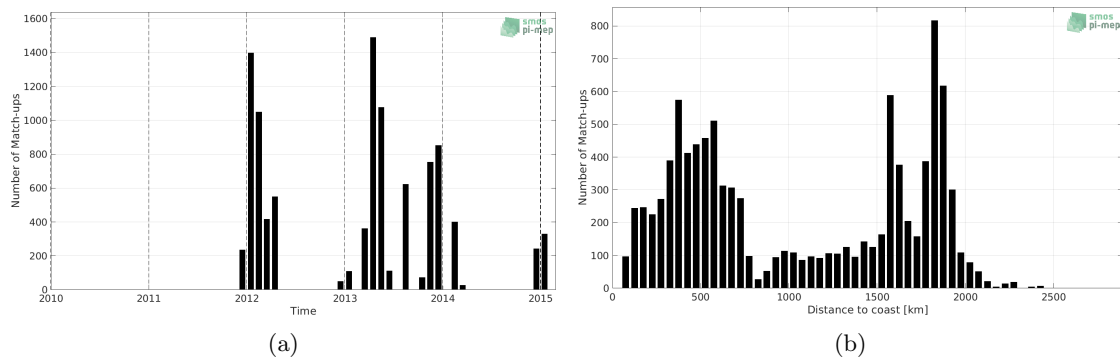 smos
pi-mep
Number of Match-ups
1600
1400
1200
1000
800
600
400
200
0
2010 2011 2012 2013 2014 2015
Time
(a)
smos
pi-mep
Number of Match-ups
800
700
600
500
400
300
200
100
0
0 500 1000 1500 2000 2500
Distance to coast [km]
(b)